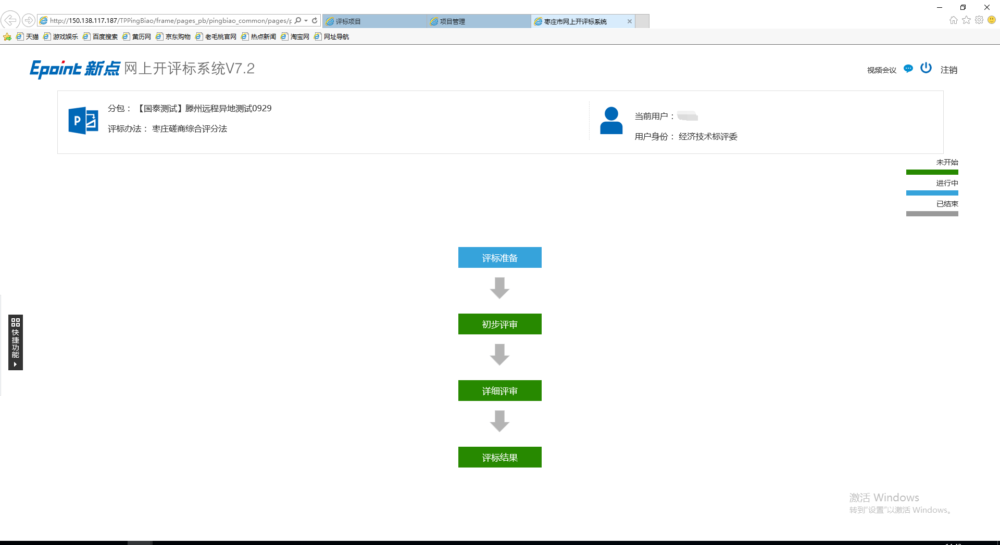 http://150.138.117.187/TPPingBiao/frame/pages_pb/pingbiao_common/pages/p
评标项目
项目管理
枣庄市网上开评标系统
天猫
游戏娱乐
百度搜索
黄历网
京东购物
老毛桃官网
热点新闻
淘宝网
网址导航
Epoint 新点 网上开评标系统V7.2
视频会议
注销
分包：【国泰测试】滕州远程异地测试0929
评标办法：枣庄磋商综合评分法
当前用户：
用户身份：经济技术标评委
未开始
进行中
已结束
评标准备
初步评审
详细评审
评标结果
快捷功能
激活 Windows
转到“设置”以激活 Windows。